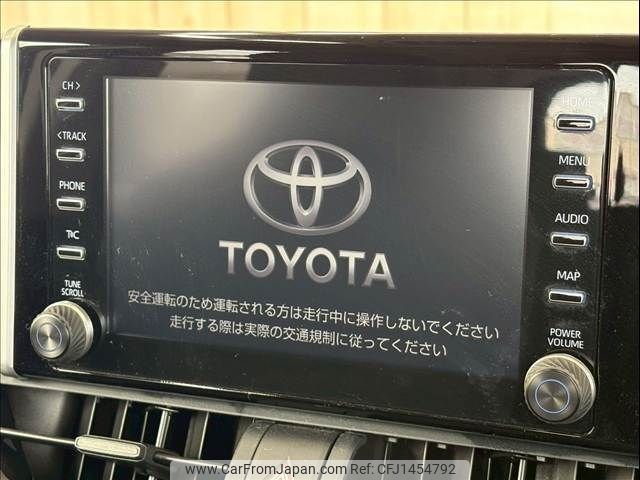 CH >
< TRACK
PHONE
T\C
TUNE
SCROLL
TOYOTA
安全運転のため運転される方は走行中に操作しないでください
走行する際は実際の交通規制に従ってください
HOME
MENU
AUDIO
MAP
POWER
VOLUME
www.CarFromJapan.com | ID: CFJ1454792